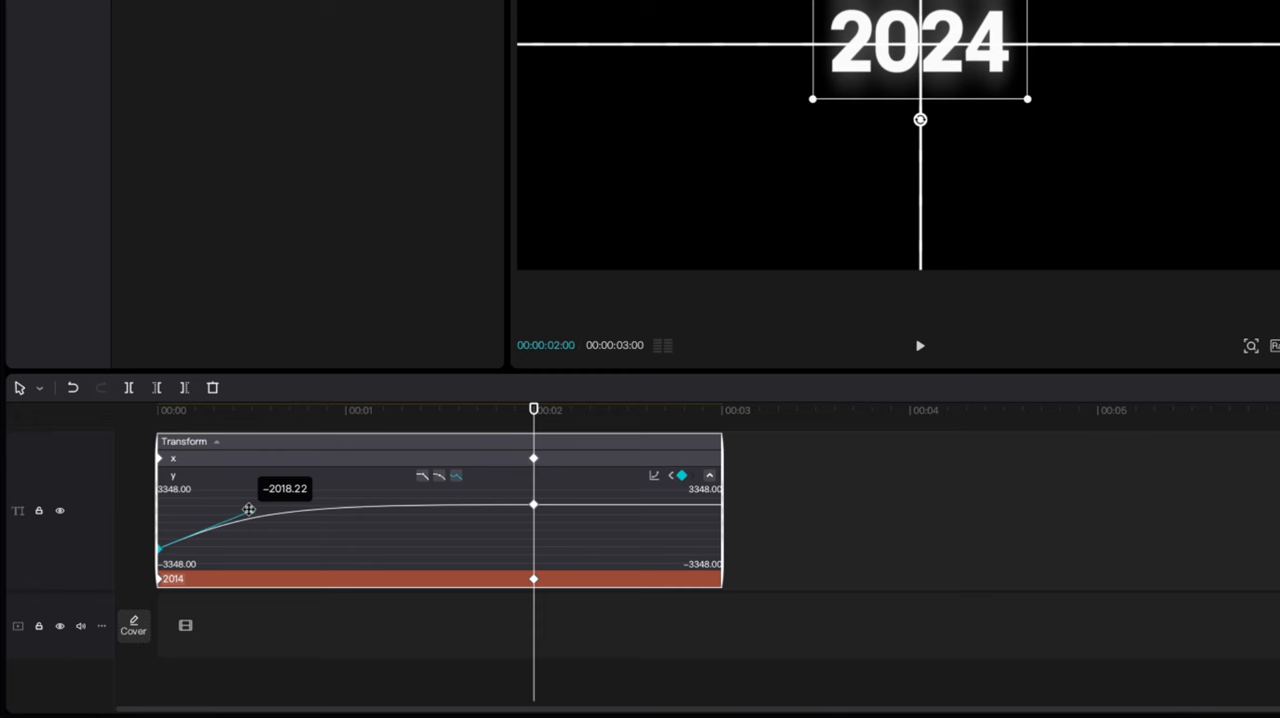 2024
00:00:02:00 00:00:03:00
00:00 00:01 00:02 00:03 00:04 00:05
Transform
x
y
3348.00 -2018.22 3348.00
TI
-3348.00 -3348.00
2014
Cover